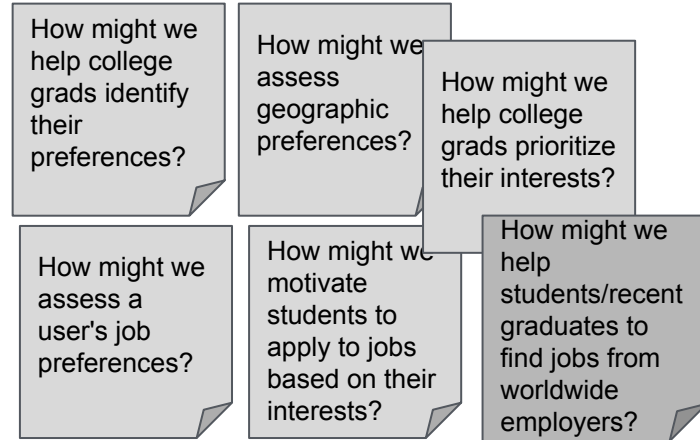 How might we
help college
grads identify
their
preferences?
How might we
assess
geographic
preferences?
How might we
help college
grads prioritize
their interests?
How might we
assess a
user's job
preferences?
How might we
motivate
students to
apply to jobs
based on their
interests?
How might we
help
students/recent
graduates to
find jobs from
worldwide
employers?